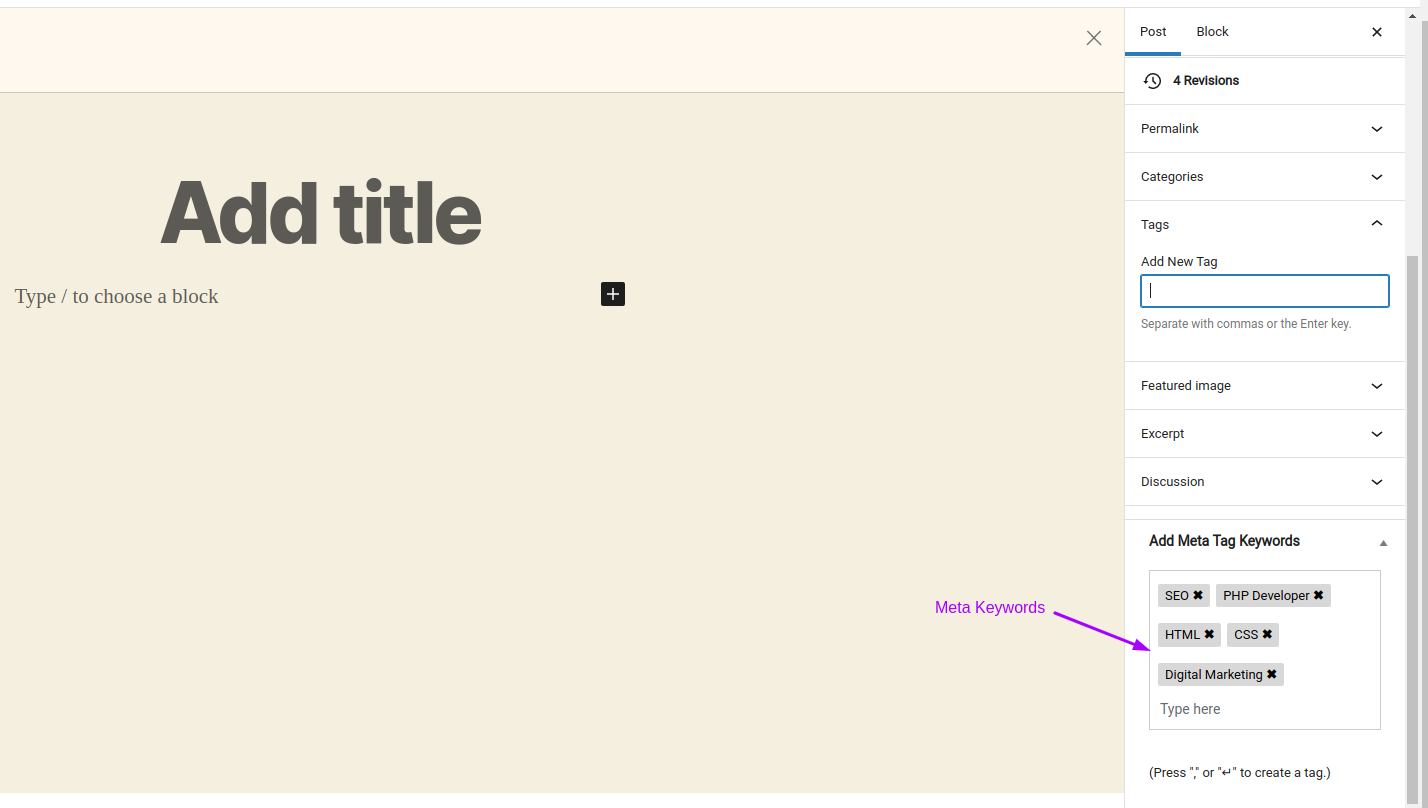 Post Block
4 Revisions
Permalink
Categories
Tags
Add New Tag
Separate with commas or the Enter key.
Featured image
Excerpt
Discussion
Add Meta Tag Keywords
SEO ✖ PHP Developer ✖
HTML ✖ CSS ✖
Digital Marketing ✖
Type here
(Press "," or "↵" to create a tag.)
Add title
Type / to choose a block
Meta Keywords